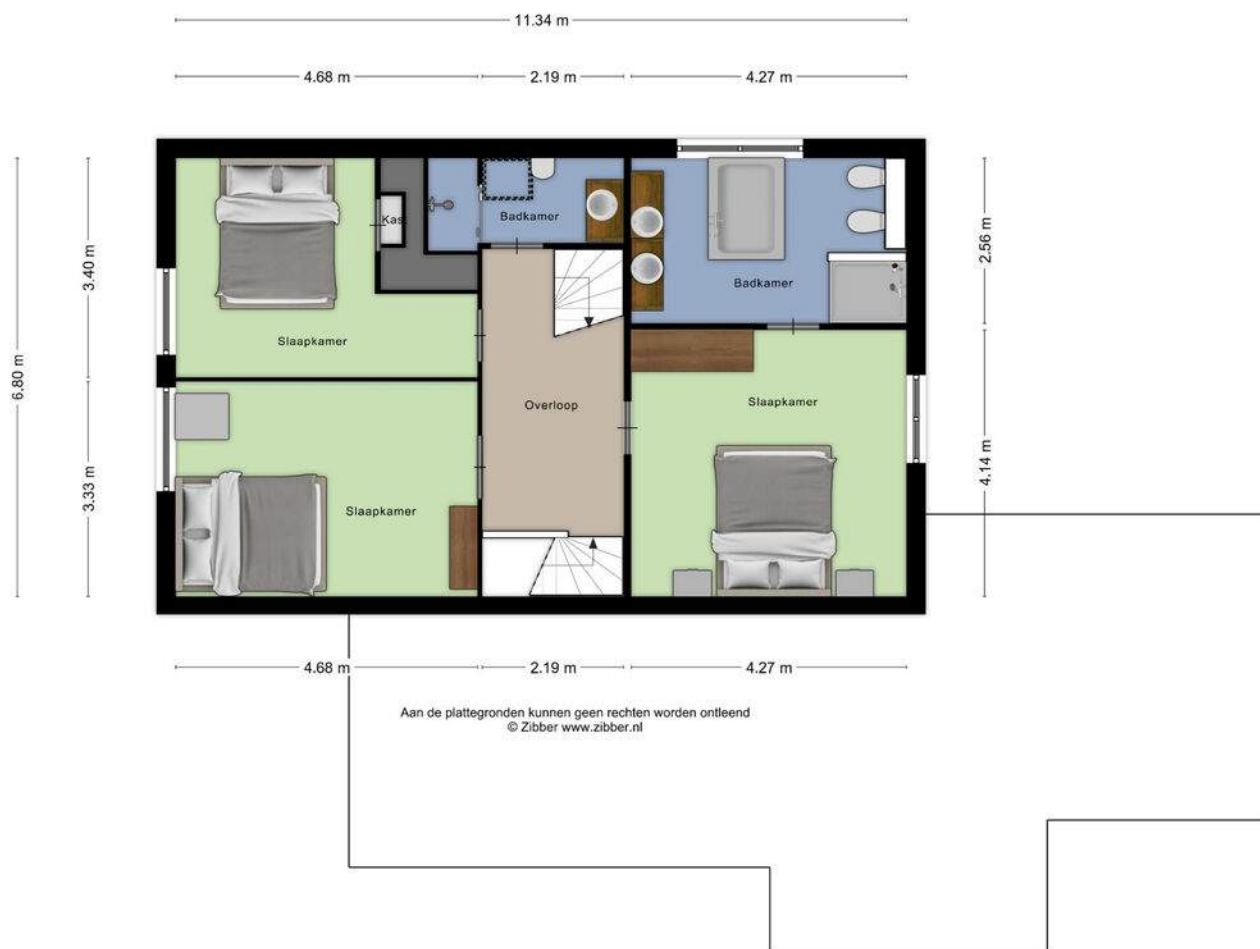 11.34 m
4.68 m
2.19 m
4.27 m
6.80 m
3.40 m
3.33 m
2.56 m
4.14 m
Kast
Badkamer
Badkamer
Slaapkamer
Overloop
Slaapkamer
Slaapkamer
4.68 m
2.19 m
4.27 m
Aan de plattegronden kunnen geen rechten worden ontleend
© Zibber www.zibber.nl